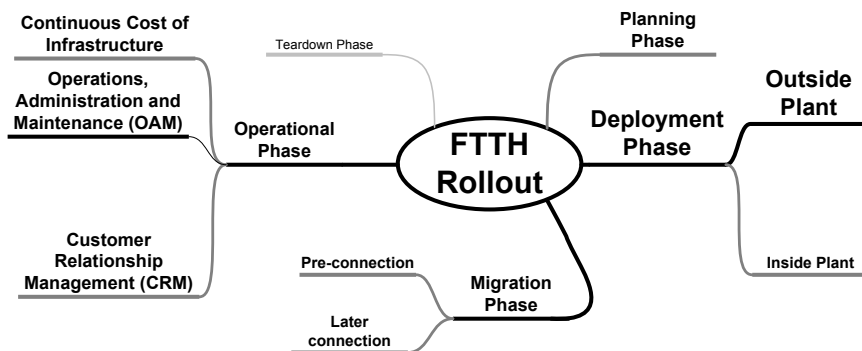 Continuous Cost of
Infrastructure
Operations,
Administration and
Maintenance (OAM)
Customer
Relationship
Management (CRM)
Operational
Phase
Teardown Phase
FTTH
Rollout
Planning
Phase
Deployment
Phase
Outside
Plant
Inside Plant
Migration
Phase
Pre-connection
Later
connection